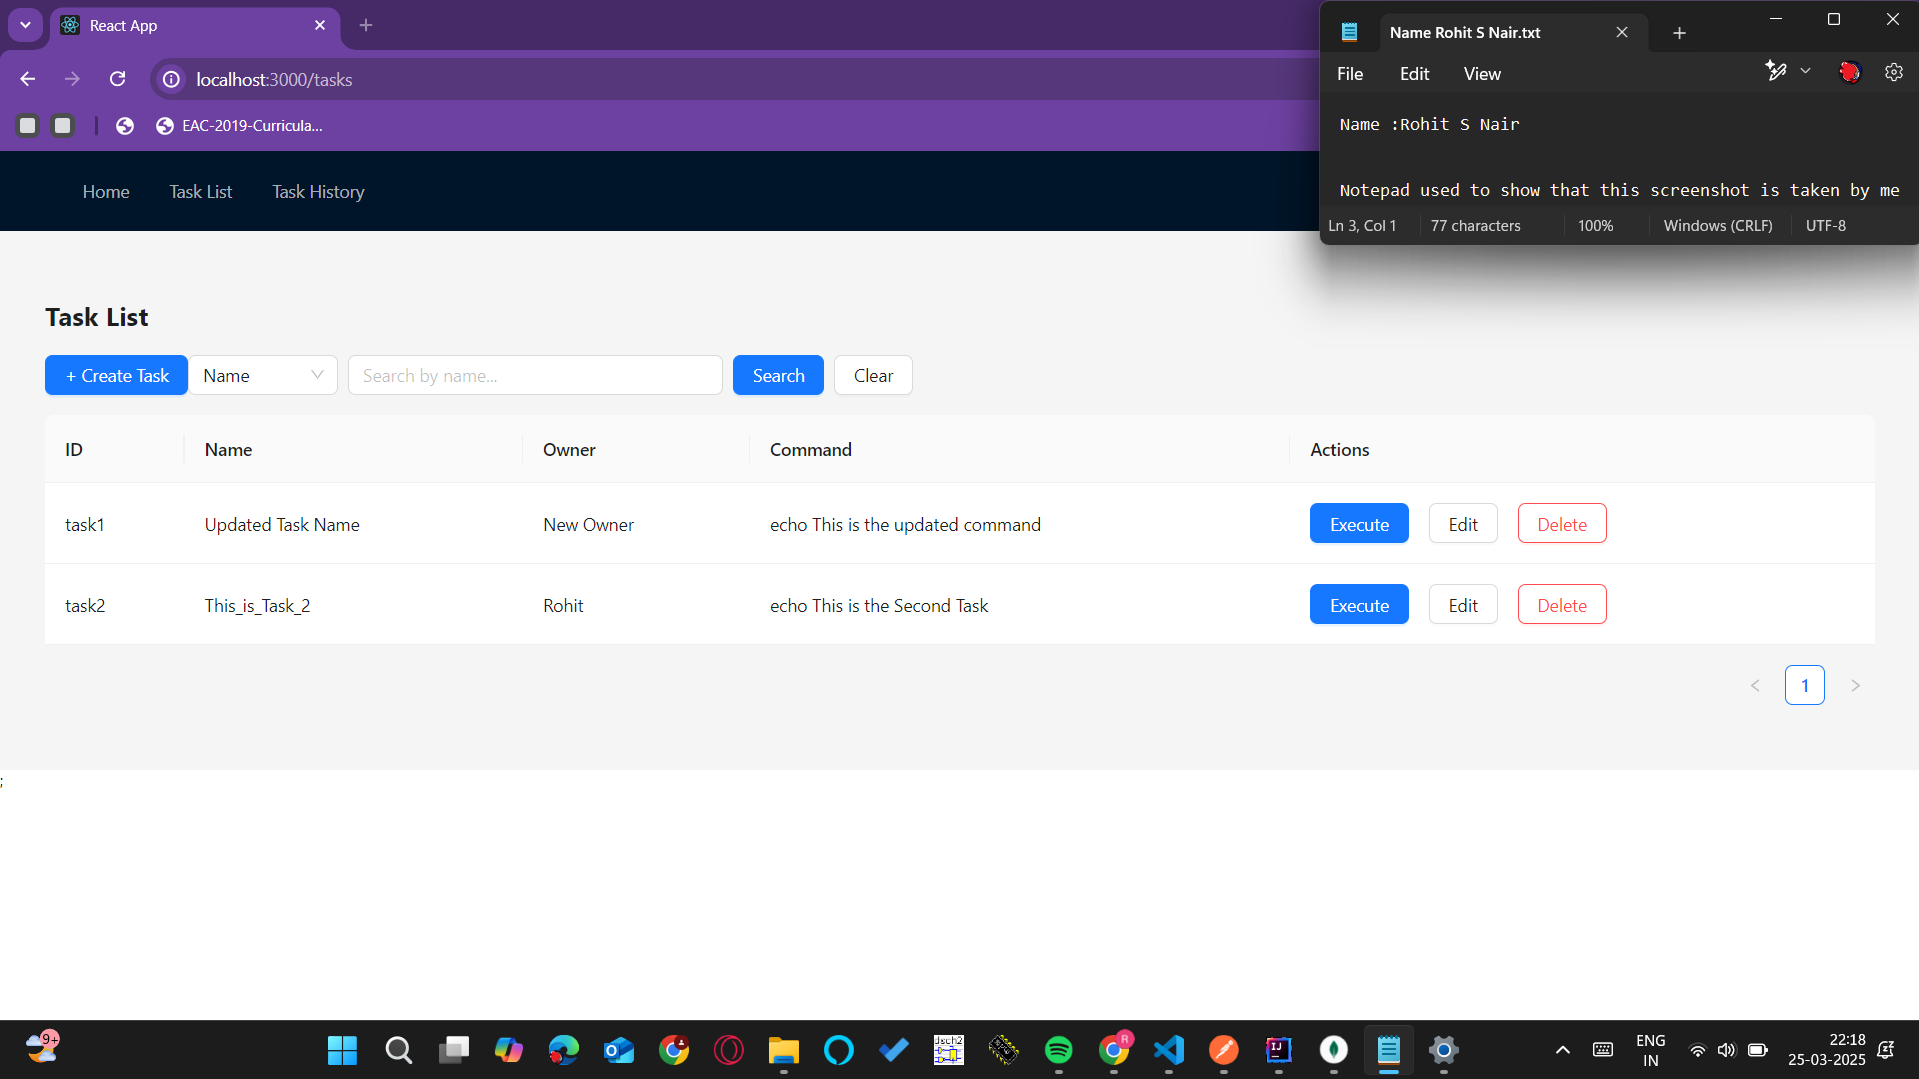 React App
localhost:3000/tasks
EAC-2019-Curricula...
Name Rohit S Nair.txt
File Edit View
Name :Rohit S Nair
Notepad used to show that this screenshot is taken by me
Ln 3, Col 1 77 characters 100% Windows (CRLF) UTF-8
Home Task List Task History
Task List
+ Create Task Name Search by name... Search Clear
ID Name Owner Command Actions
task1 Updated Task Name New Owner echo This is the updated command Execute Edit Delete
task2 This_is_Task_2 Rohit echo This is the Second Task Execute Edit Delete
< 1 >
;
9+
dsch2
R
IJ
ENG
IN
22:18
25-03-2025